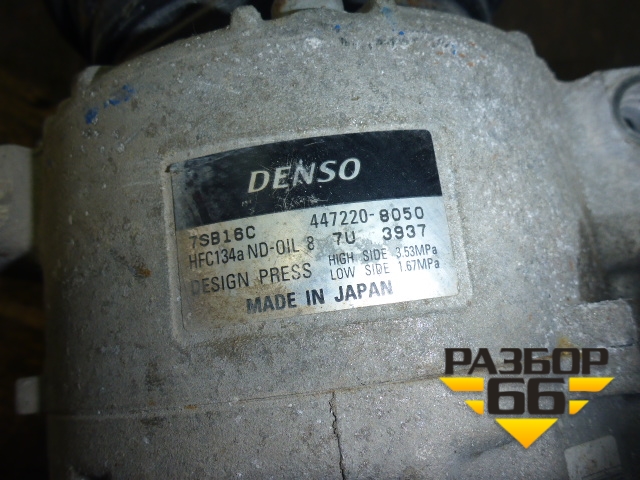 DENSO
7SB16C 447220-8050
HFC134a ND-OIL 8 7U 3937
DESIGN PRESS HIGH SIDE 3.53MPa
LOW SIDE 1.67MPa
MADE IN JAPAN
РАЗБОР
66